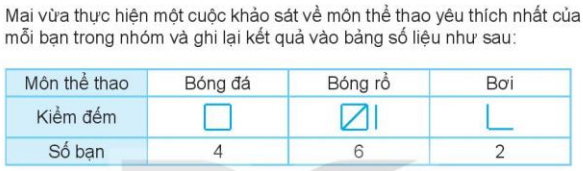 Mai vừa thực hiện một cuộc khảo sát về môn thể thao yêu thích nhất của
mỗi bạn trong nhóm và ghi lại kết quả vào bảng số liệu như sau:
Môn thể thao Bóng đá Bóng rổ Bơi
Kiểm đếm
Số bạn 4 6 2